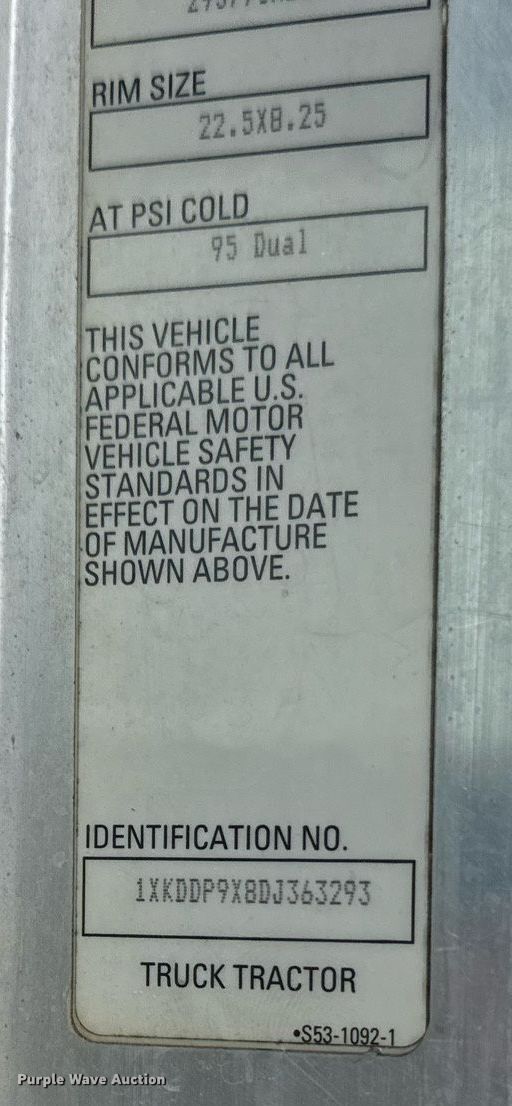 RIM SIZE
22.5X8.25
AT PSI COLD
95 Dual
THIS VEHICLE
CONFORMS TO ALL
APPLICABLE U.S.
FEDERAL MOTOR
VEHICLE SAFETY
STANDARDS IN
EFFECT ON THE DATE
OF MANUFACTURE
SHOWN ABOVE.
IDENTIFICATION NO.
1XKDDP9X8DJ363293
TRUCK TRACTOR
•S53-1092-1
Purple Wave Auction